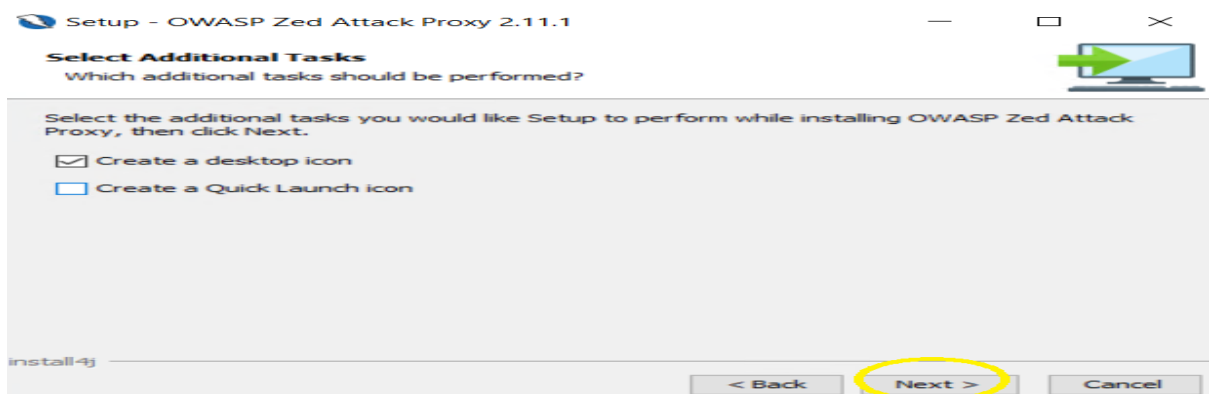 Setup - OWASP Zed Attack Proxy 2.11.1
Select Additional Tasks
Which additional tasks should be performed?
Select the additional tasks you would like Setup to perform while installing OWASP Zed Attack
Proxy, then click Next.
Create a desktop icon
Create a Quick Launch icon
install4j
< Back Next > Cancel